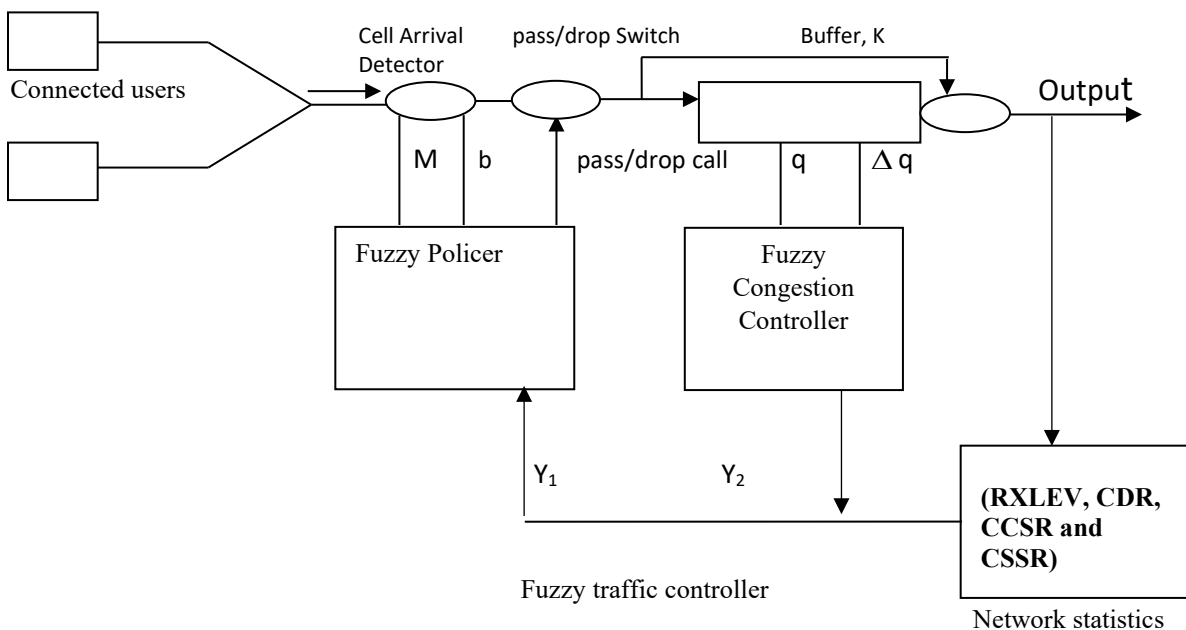 Cell Arrival
Detector
pass/drop Switch
Buffer, K
Connected users
Output
M
b
pass/drop call
q
Δ q
Fuzzy Policer
Fuzzy
Congestion
Controller
Y₁
Y₂
(RXLEV, CDR,
CCSR and
CSSR)
Fuzzy traffic controller
Network statistics